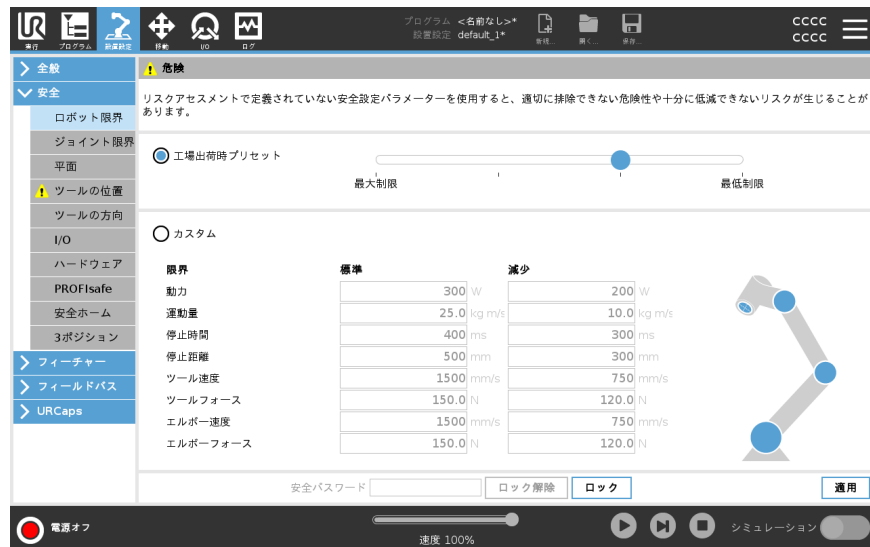 UR
実行
プログラム
設置設定
移動
I/O
ログ
プログラム <名前なし>*
設置設定 default_1*
新規...
開く...
保存...
cccc
cccc
全般
安全
ロボット限界
ジョイント限界
平面
ツールの位置
ツールの方向
I/O
ハードウェア
PROFIsafe
安全ホーム
3ポジション
フィーチャー
フィールドバス
URCaps
危険
リスクアセスメントで定義されていない安全設定パラメーターを使用すると、適切に排除できない危険性や十分に低減できないリスクが生じることが
あります。
工場出荷時プリセット
最大制限 最低制限
カスタム
限界 標準 減少
動力 300 W 200 W
運動量 25.0 kg m/s 10.0 kg m/s
停止時間 400 ms 300 ms
停止距離 500 mm 300 mm
ツール速度 1500 mm/s 750 mm/s
ツールフォース 150.0 N 120.0 N
エルボー速度 1500 mm/s 750 mm/s
エルボーフォース 150.0 N 120.0 N
安全パスワード ロック解除 ロック 適用
電源オフ
速度 100%
シミュレーション